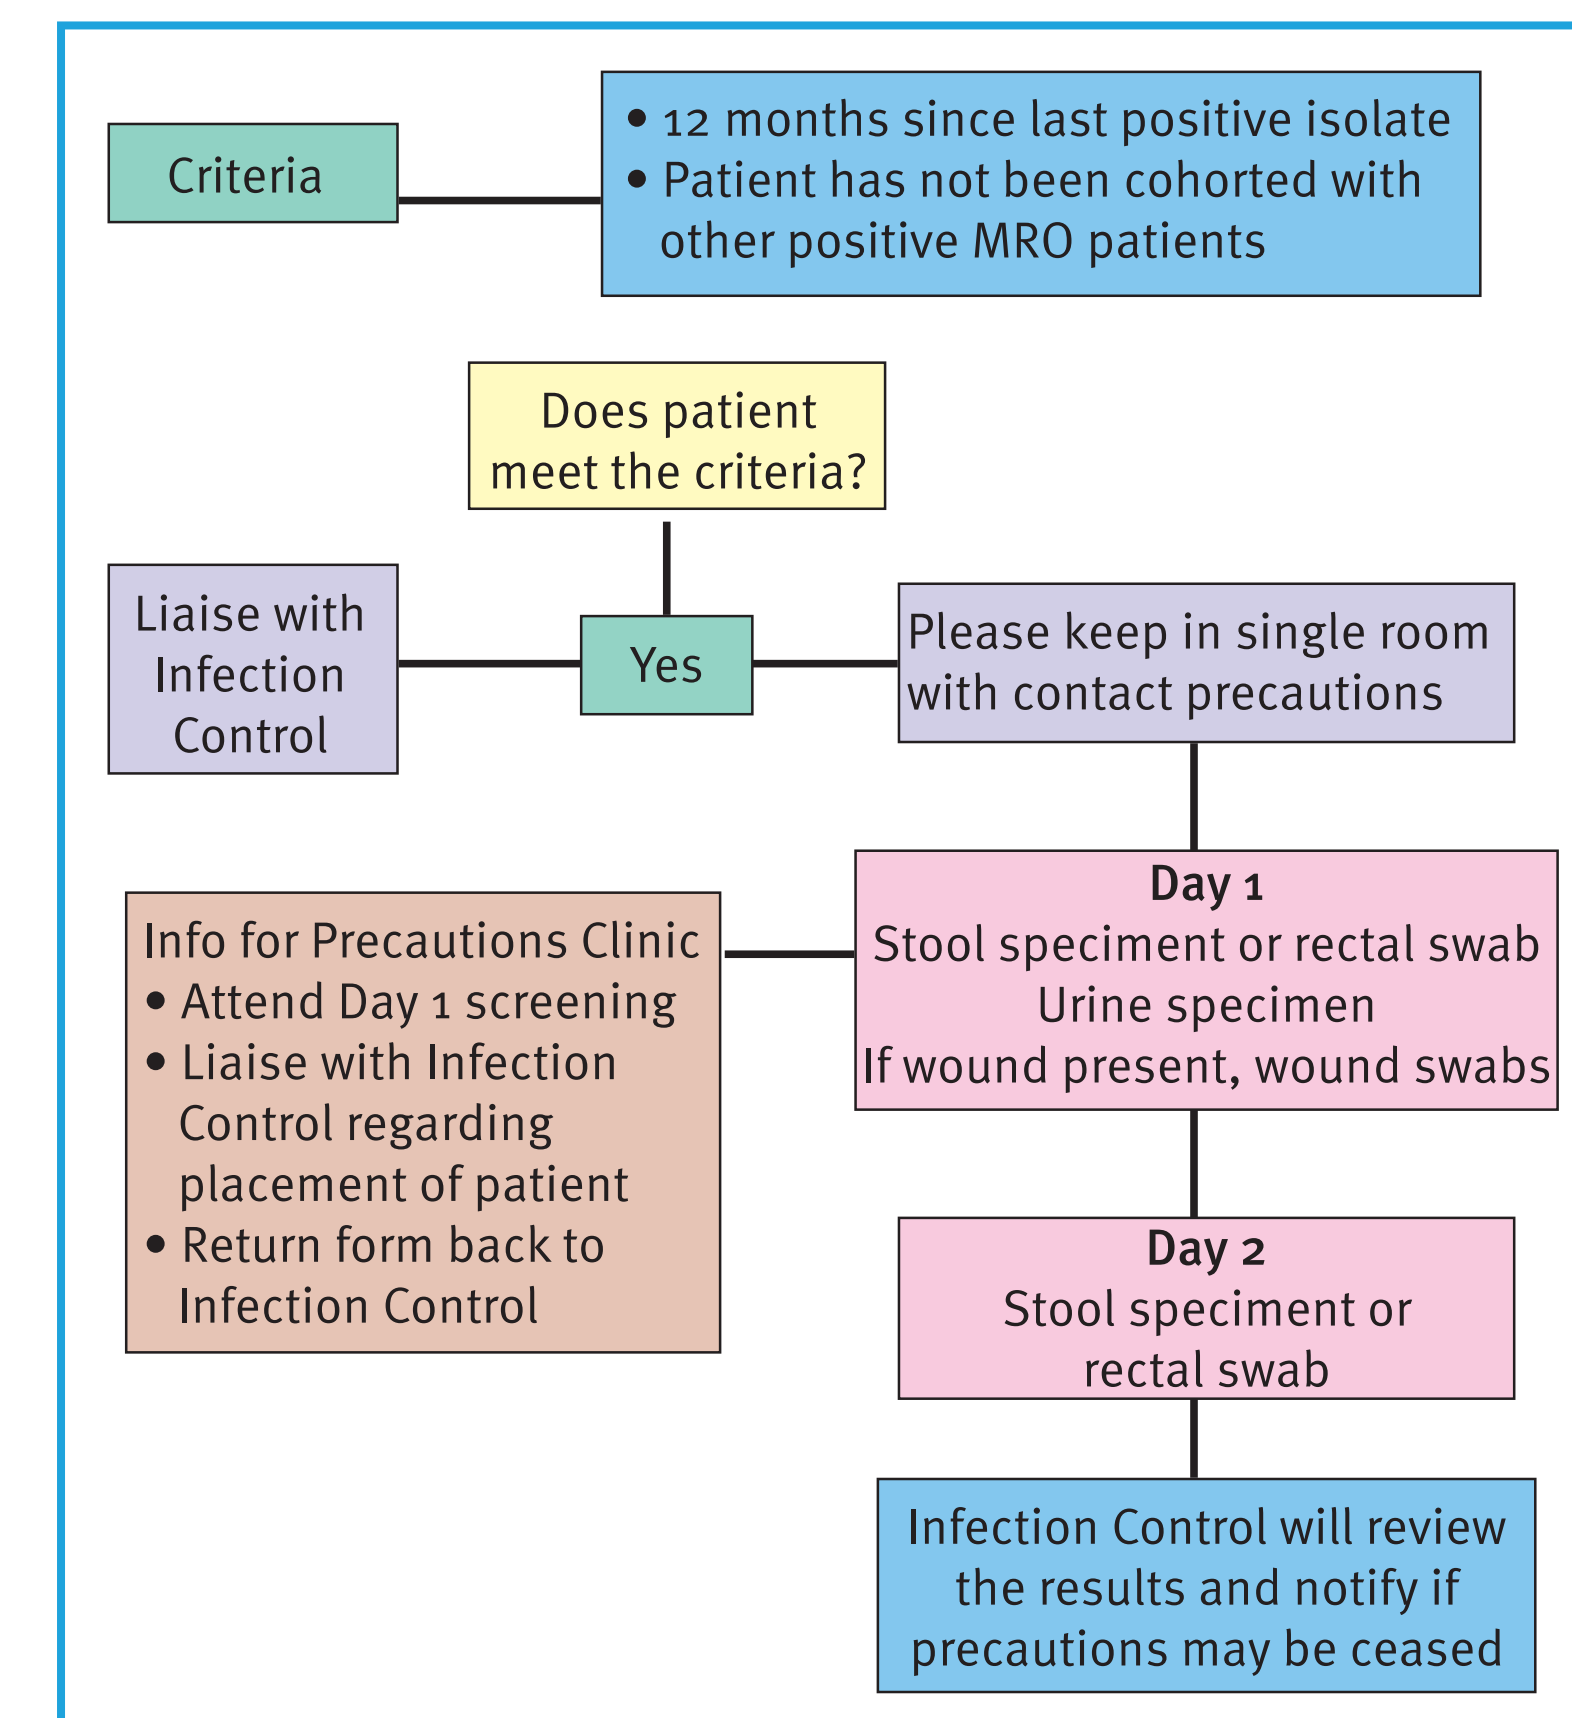 Criteria
• 12 months since last positive isolate
• Patient has not been cohorted with
other positive MRO patients
Does patient
meet the criteria?
Liaise with
Infection
Control
Yes
Please keep in single room
with contact precautions
Day 1
Stool speciment or rectal swab
Urine specimen
If wound present, wound swabs
Info for Precautions Clinic
• Attend Day 1 screening
• Liaise with Infection
Control regarding
placement of patient
• Return form back to
Infection Control
Day 2
Stool speciment or
rectal swab
Infection Control will review
the results and notify if
precautions may be ceased